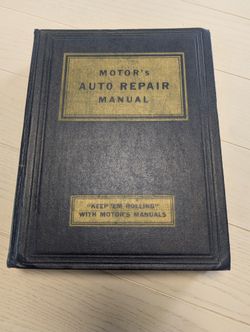 MOTOR's
AUTO REPAIR
MANUAL
"KEEP 'EM ROLLING"
WITH MOTOR'S MANUALS